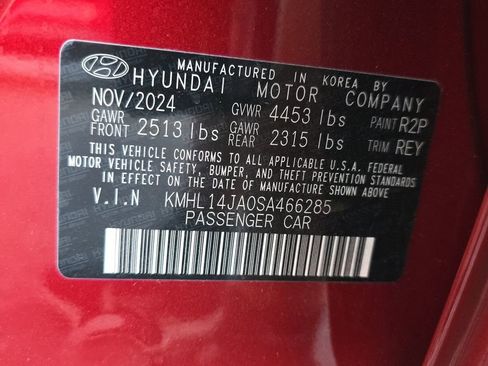 MANUFACTURED IN KOREA BY
HYUNDAI MOTOR COMPANY
NOV/2024 GVWR 4453 lbs PAINT R2P
GAWR FRONT 2513 lbs GAWR REAR 2315 lbs TRIM REY
THIS VEHICLE CONFORMS TO ALL APPLICABLE U.S.A. FEDERAL
MOTOR VEHICLE SAFETY, BUMPER, AND THEFT PREVENTION STANDARDS
IN EFFECT ON THE DATE OF MANUFACTURE SHOWN ABOVE.
V.I.N KMHL14JA0SA466285
PASSENGER CAR